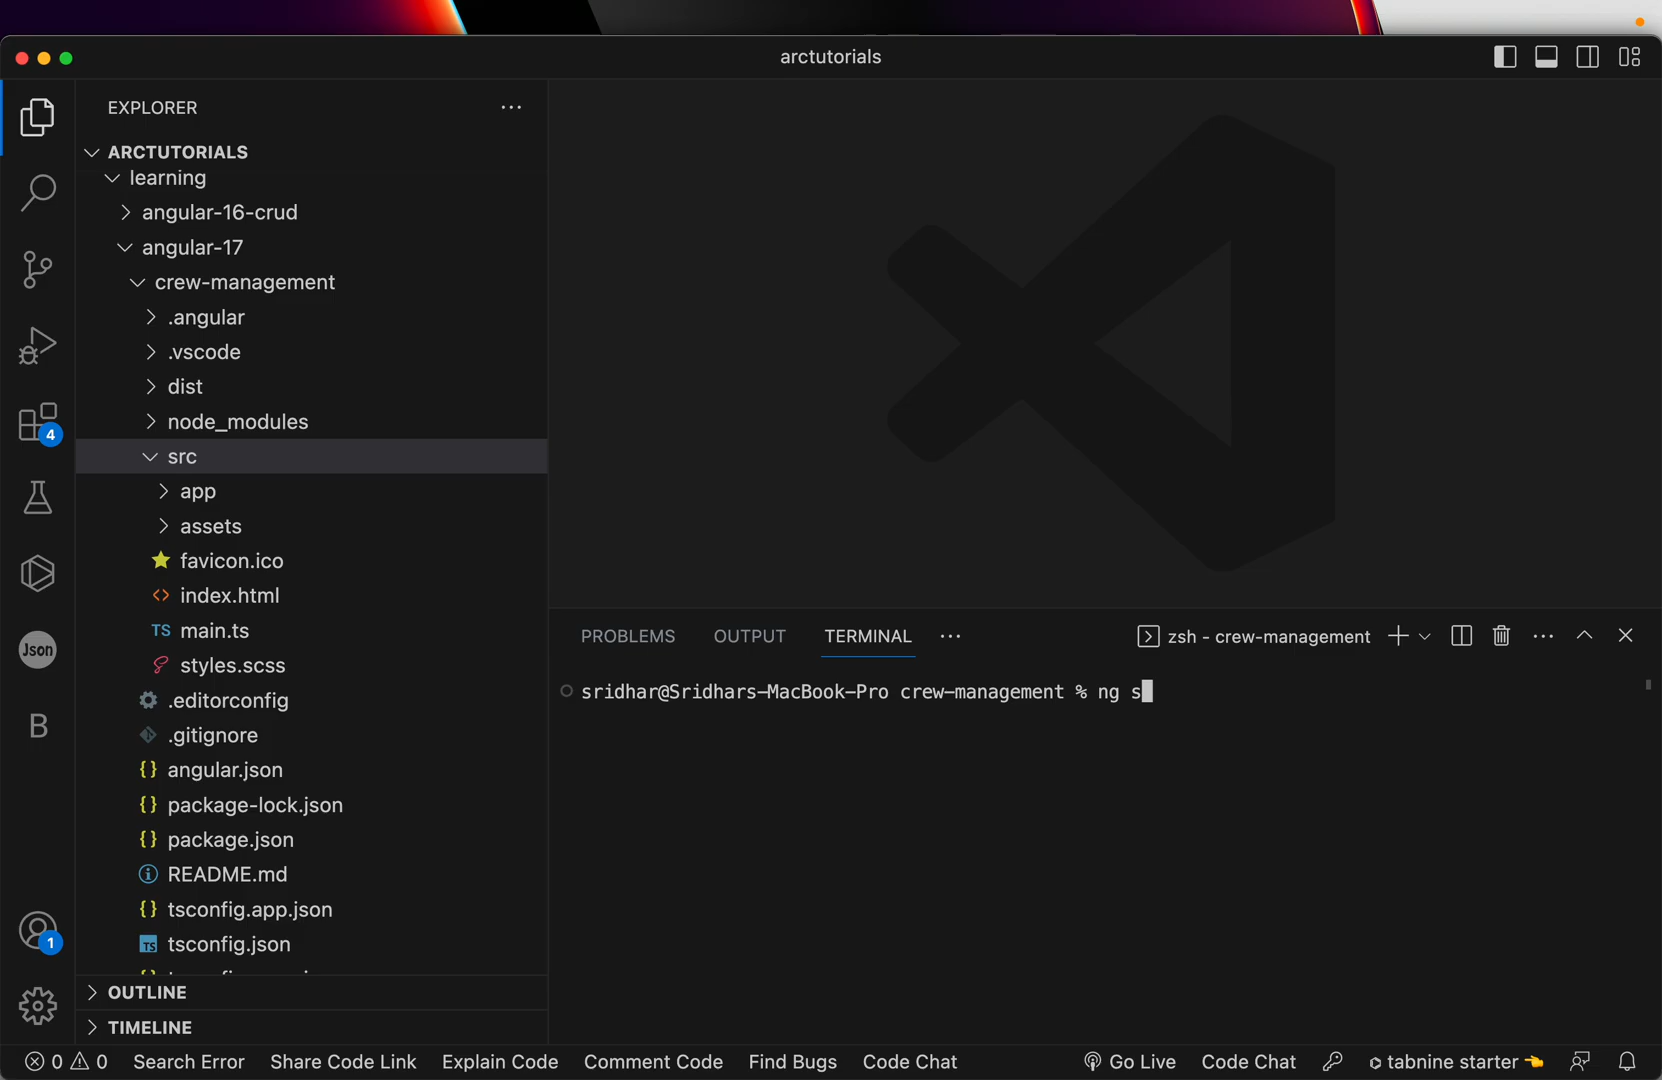 arctutorials
EXPLORER
ARCTUTORIALS
learning
angular-16-crud
angular-17
crew-management
.angular
.vscode
dist
node_modules
src
app
assets
favicon.ico
<> index.html
TS main.ts
styles.scss
.editorconfig
.gitignore
{} angular.json
{} package-lock.json
{} package.json
README.md
{} tsconfig.app.json
TS tsconfig.json
OUTLINE
TIMELINE
4
Json
B
1
PROBLEMS OUTPUT TERMINAL
zsh - crew-management
sridhar@Sridhars-MacBook-Pro crew-management % ng s
0 0 Search Error Share Code Link Explain Code Comment Code Find Bugs Code Chat Go Live Code Chat tabnine starter